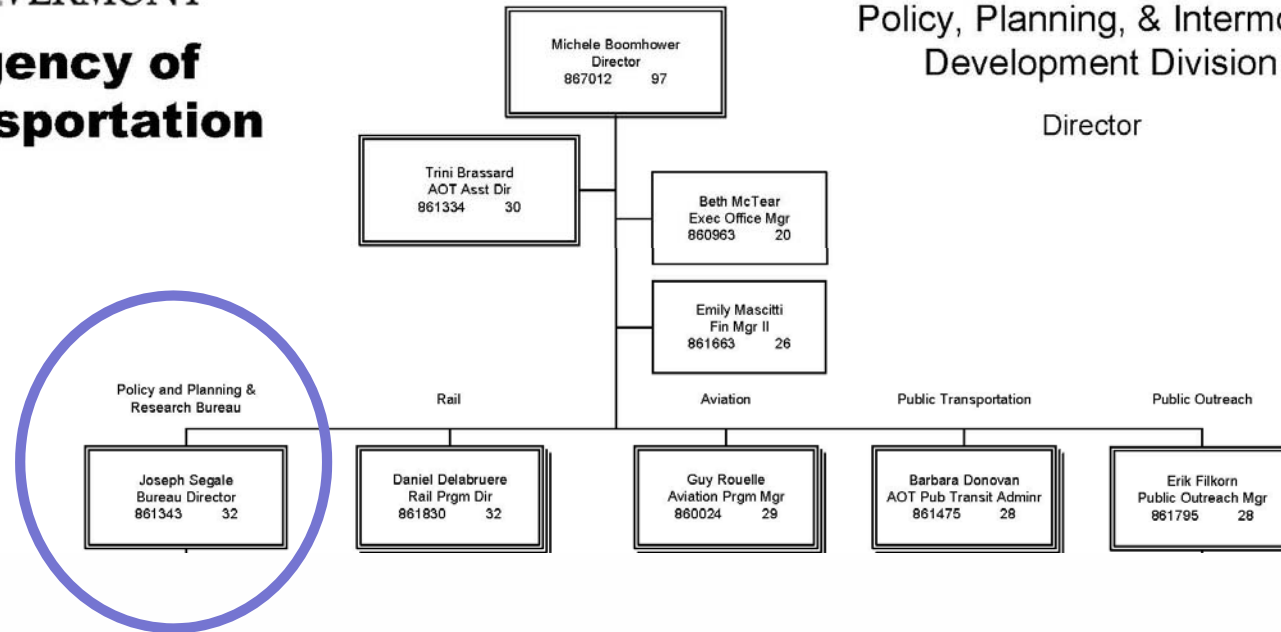 VERMONT
gency of
sportation
Policy, Planning, & Intermo
Development Division
Director
Michele Boomhower
Director
867012 97
Trini Brassard
AOT Asst Dir
861334 30
Beth McTear
Exec Office Mgr
860963 20
Emily Mascitti
Fin Mgr II
861663 26
Policy and Planning &
Research Bureau
Rail
Aviation
Public Transportation
Public Outreach
Joseph Segale
Bureau Director
861343 32
Daniel Delabruere
Rail Prgm Dir
861830 32
Guy Rouelle
Aviation Prgm Mgr
860024 29
Barbara Donovan
AOT Pub Transit Adminr
861475 28
Erik Filkorn
Public Outreach Mgr
861795 28